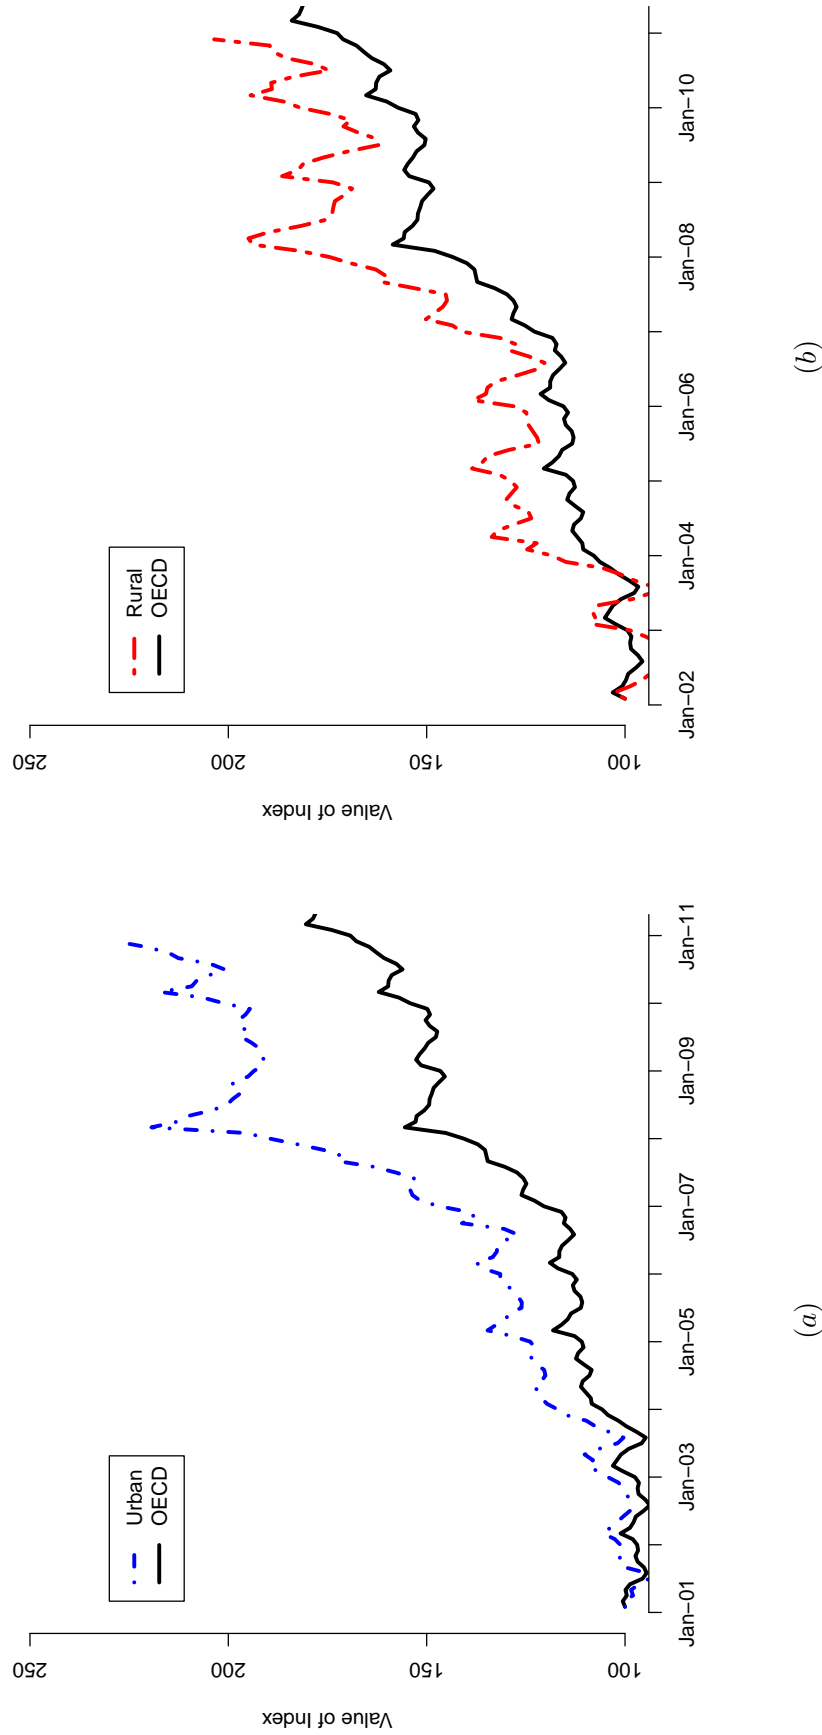 Urban
OECD
Value of Index
250
200
150
100
Jan−01
Jan−03
Jan−05
Jan−07
Jan−09
Jan−11
(a)
Rural
OECD
Value of Index
250
200
150
100
Jan−02
Jan−04
Jan−06
Jan−08
Jan−10
(b)